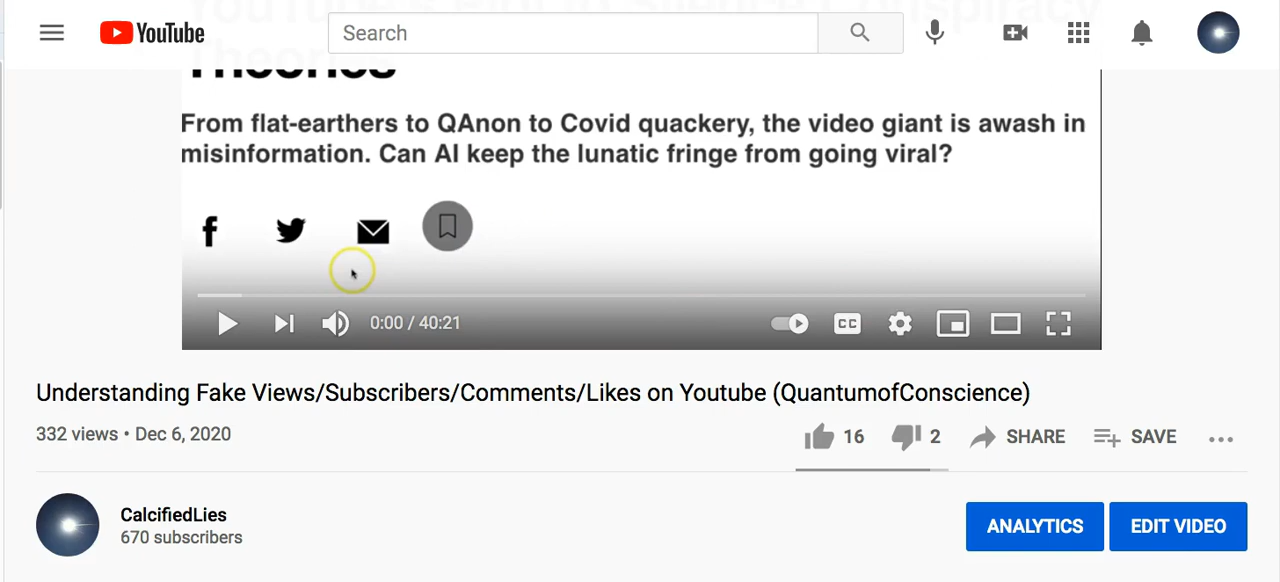 YouTube
Search
Theories
From flat-earthers to QAnon to Covid quackery, the video giant is awash in
misinformation. Can AI keep the lunatic fringe from going viral?
0:00 / 40:21
CC
Understanding Fake Views/Subscribers/Comments/Likes on Youtube (QuantumofConscience)
332 views • Dec 6, 2020
16
2
SHARE
SAVE
CalcifiedLies
670 subscribers
ANALYTICS
EDIT VIDEO